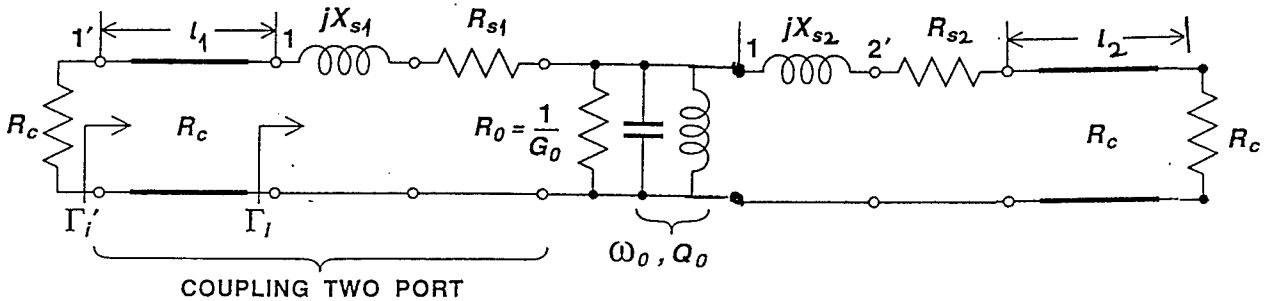 1' l₁ 1 jXs1 Rs1 1 jXs2 2' Rs2 l₂
Rc Rc R₀ = 1/G₀ Rc Rc
Γi' Γl
ω₀ , Q₀
COUPLING TWO PORT